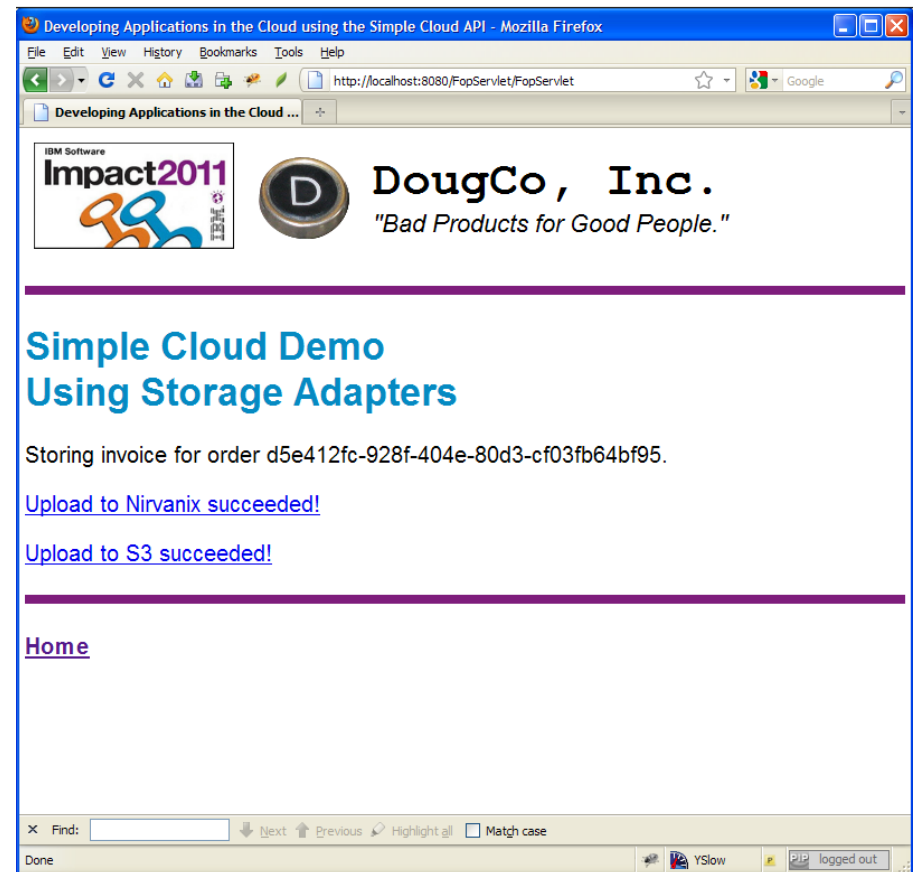 Developing Applications in the Cloud using the Simple Cloud API - Mozilla Firefox
File Edit View History Bookmarks Tools Help
http://localhost:8080/FopServlet/FopServlet
Google
Developing Applications in the Cloud ...
IBM Software
Impact2011
IBM
D
DougCo, Inc.
"Bad Products for Good People."
Simple Cloud Demo
Using Storage Adapters
Storing invoice for order d5e412fc-928f-404e-80d3-cf03fb64bf95.
Upload to Nirvanix succeeded!
Upload to S3 succeeded!
Home
× Find: Next Previous Highlight all Match case
Done YSlow P PIP logged out